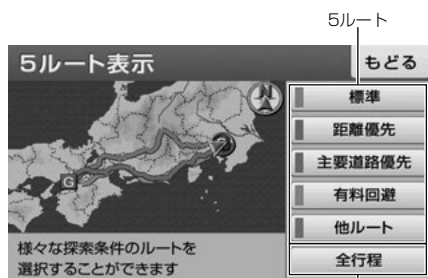 5ルート
5ルート表示
もどる
標準
距離優先
主要道路優先
有料回避
他ルート
全行程
G
様々な探索条件のルートを
選択することができます